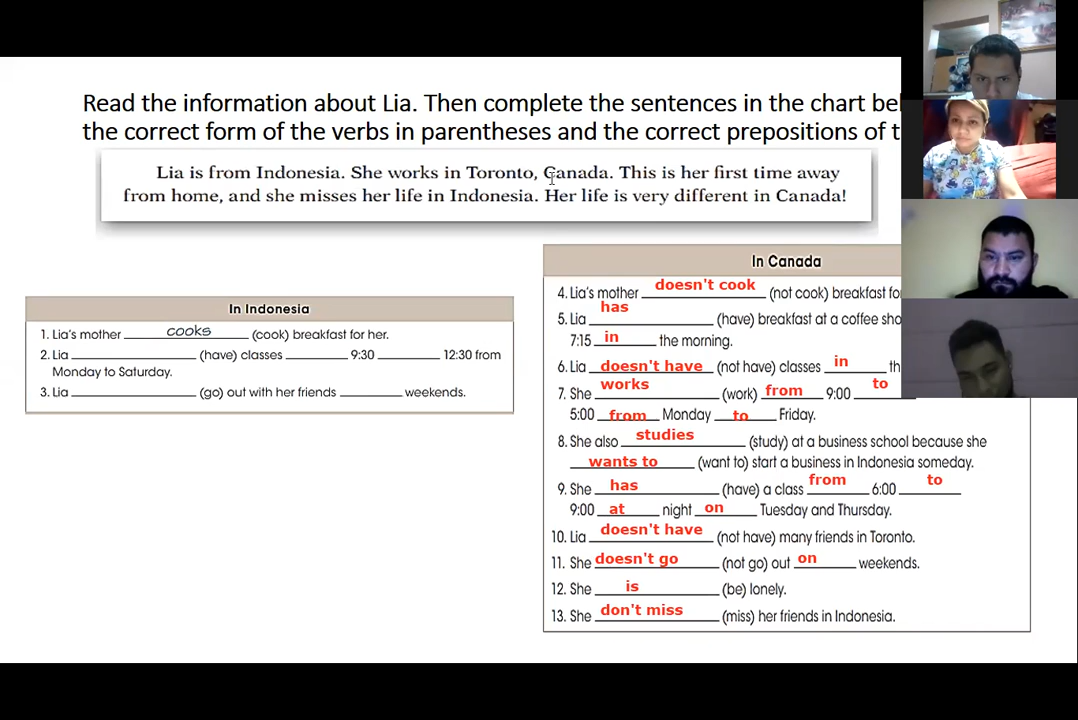 Read the information about Lia. Then complete the sentences in the chart
the correct form of the verbs in parentheses and the correct prepositions of
Lia is from Indonesia. She works in Toronto, Canada. This is her first time away
from home, and she misses her life in Indonesia. Her life is very different in Canada!
In Indonesia
1. Lia's mother cooks (cook) breakfast for her.
2. Lia ____ (have) classes ____ 9:30 ____ 12:30 from
Monday to Saturday.
3. Lia ____ (go) out with her friends ____ weekends.
In Canada
4. Lia's mother doesn't cook (not cook) breakfast
5. Lia has (have) breakfast at a coffee
7:15 in the morning.
6. Lia doesn't have (not have) classes in
7. She works (work) from 9:00 to
5:00 from Monday to Friday.
8. She also studies (study) at a business school because she
wants to (want to) start a business in Indonesia someday.
9. She has (have) a class from 6:00 to
9:00 at night on Tuesday and Thursday.
10. Lia doesn't have (not have) many friends in Toronto.
11. She doesn't go (not go) out on weekends.
12. She is (be) lonely.
13. She don't miss (miss) her friends in Indonesia.